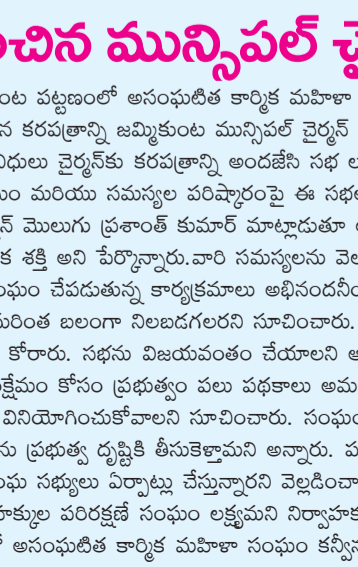 ంచిన మున్సిపల్ చై
ంట పట్టణంలో అసంఘటిత కార్మిక మహిళా
న కరపత్రాన్ని జమ్మికుంట మున్సిపల్ చైర్మన్
విధులు చైర్మన్‌కు కరపత్రాన్ని అందజేసి సభ ల
ుం మరియు సమస్యల పరిష్కారంపై ఈ సభల
న్ మొలుగు ప్రశాంత్ కుమార్ మాట్లాడుతూ
క శక్తి అని పేర్కొన్నారు.వారి సమస్యలను వెల
ంఘం చేపడుతున్న కార్యక్రమాలు అభినందనీయ
మరింత బలంగా నిలబడగలరని సూచించారు.
కోరారు. సభను విజయవంతం చేయాలని
క్షేమం కోసం ప్రభుత్వం పలు పథకాలు అమ
వినియోగించుకోవాలని సూచించారు. సంఘం
ను ప్రభుత్వ దృష్టికి తీసుకెళ్తామని అన్నారు. ప
ంఘ సభ్యులు ఏర్పాట్లు చేస్తున్నారని వెల్లడించా
హక్కుల పరిరక్షణే సంఘం లక్ష్యమని నిర్వాహక
ో అసంఘటిత కార్మిక మహిళా సంఘం కన్వీన